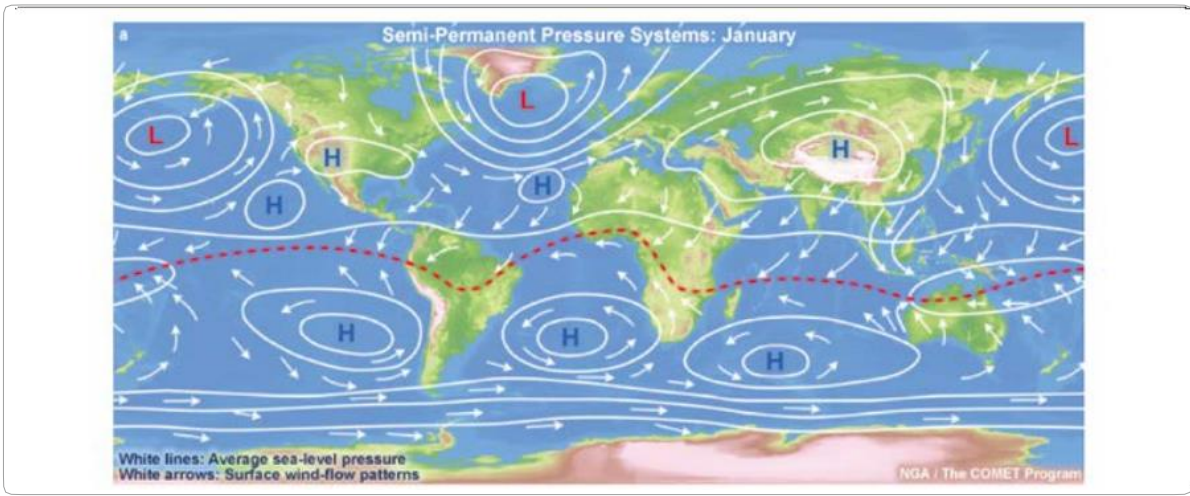 a
Semi-Permanent Pressure Systems: January
L
L
L
H
H
H
H
H
H
H
White lines: Average sea-level pressure
White arrows: Surface wind-flow patterns
NGA / The COMET Program